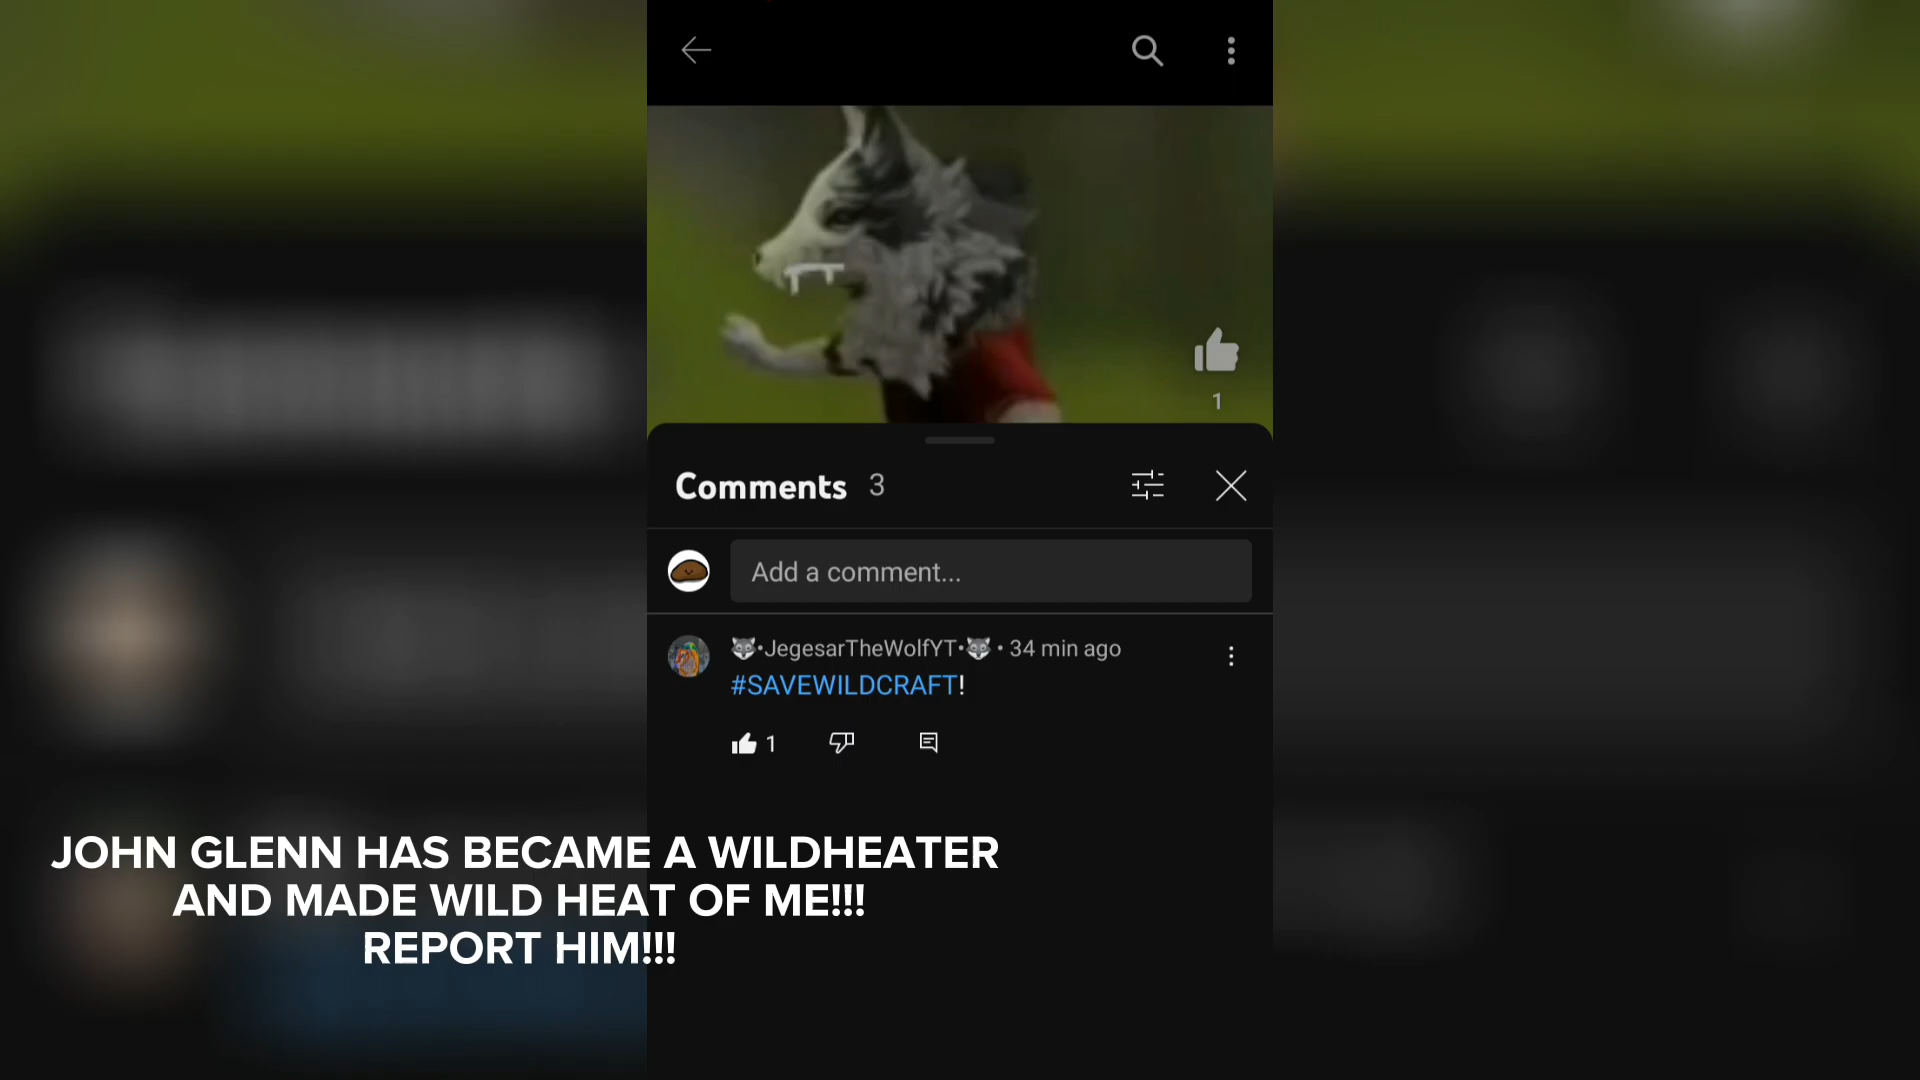 1
Comments 3
Add a comment...
🐺•JegesarTheWolfYT•🐺 • 34 min ago
#SAVEWILDCRAFT!
1
JOHN GLENN HAS BECAME A WILDHEATER
AND MADE WILD HEAT OF ME!!!
REPORT HIM!!!